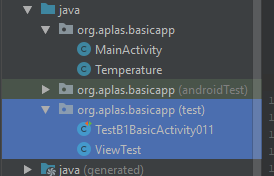 java
org.aplas.basicapp
MainActivity
Temperature
org.aplas.basicapp (androidTest)
org.aplas.basicapp (test)
TestB1BasicActivity011
ViewTest
java (generated)